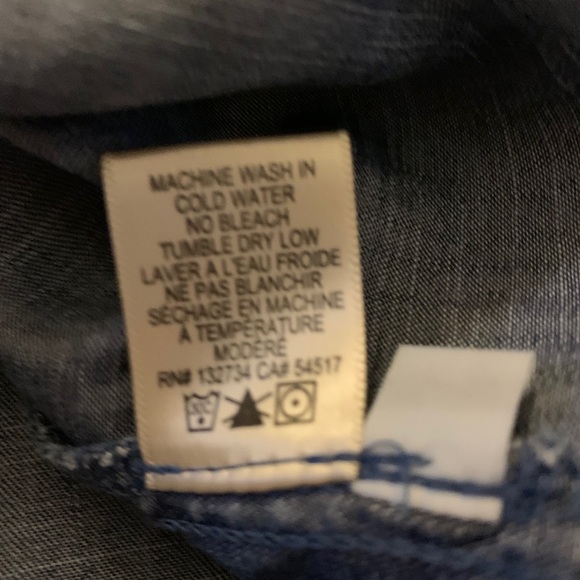 MACHINE WASH IN
COLD WATER
NO BLEACH
TUMBLE DRY LOW
LAVER A L'EAU FROIDE
NE PAS BLANCHIR
SÉCHAGE EN MACHINE
À TEMPÉRATURE
MODÉRÉ
RN# 132734 CA# 54517